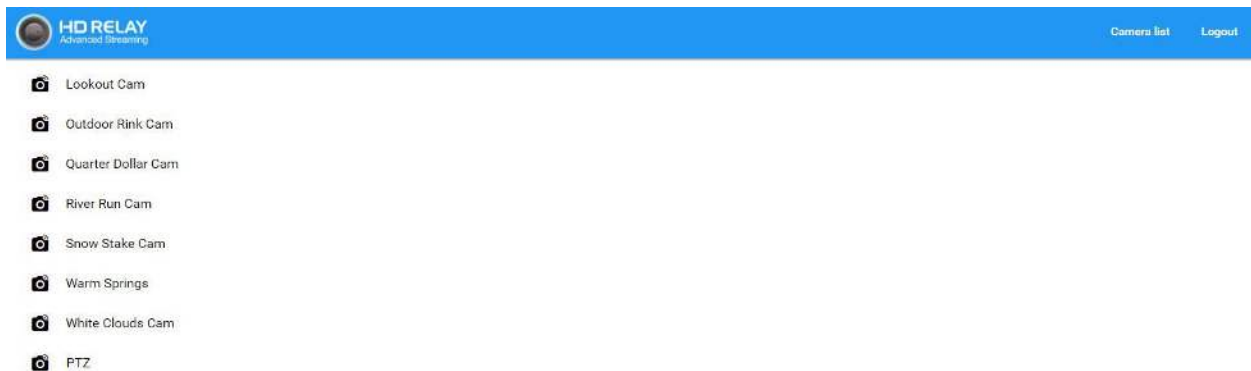 HD RELAY
Advanced Streaming
Camera list
Logout
Lookout Cam
Outdoor Rink Cam
Quarter Dollar Cam
River Run Cam
Snow Stake Cam
Warm Springs
White Clouds Cam
PTZ